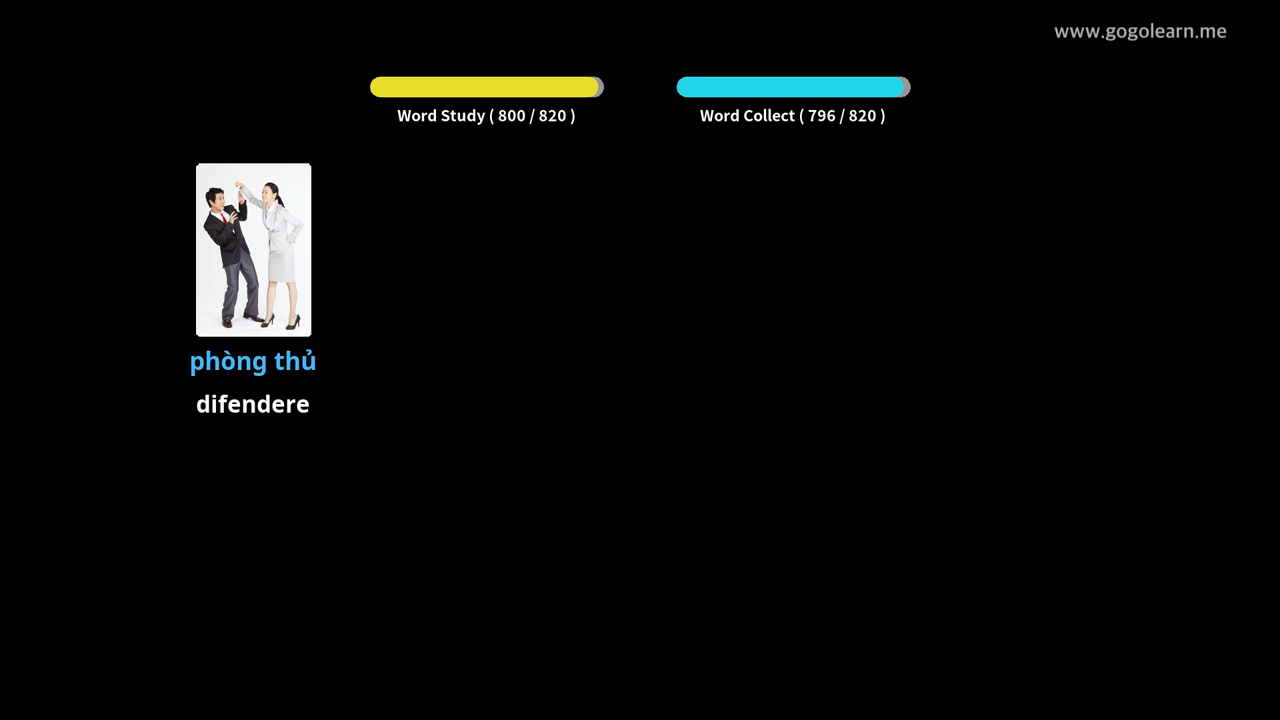 www.gogolearn.me
Word Study ( 800 / 820 )
Word Collect ( 796 / 820 )
phòng thủ
difendere